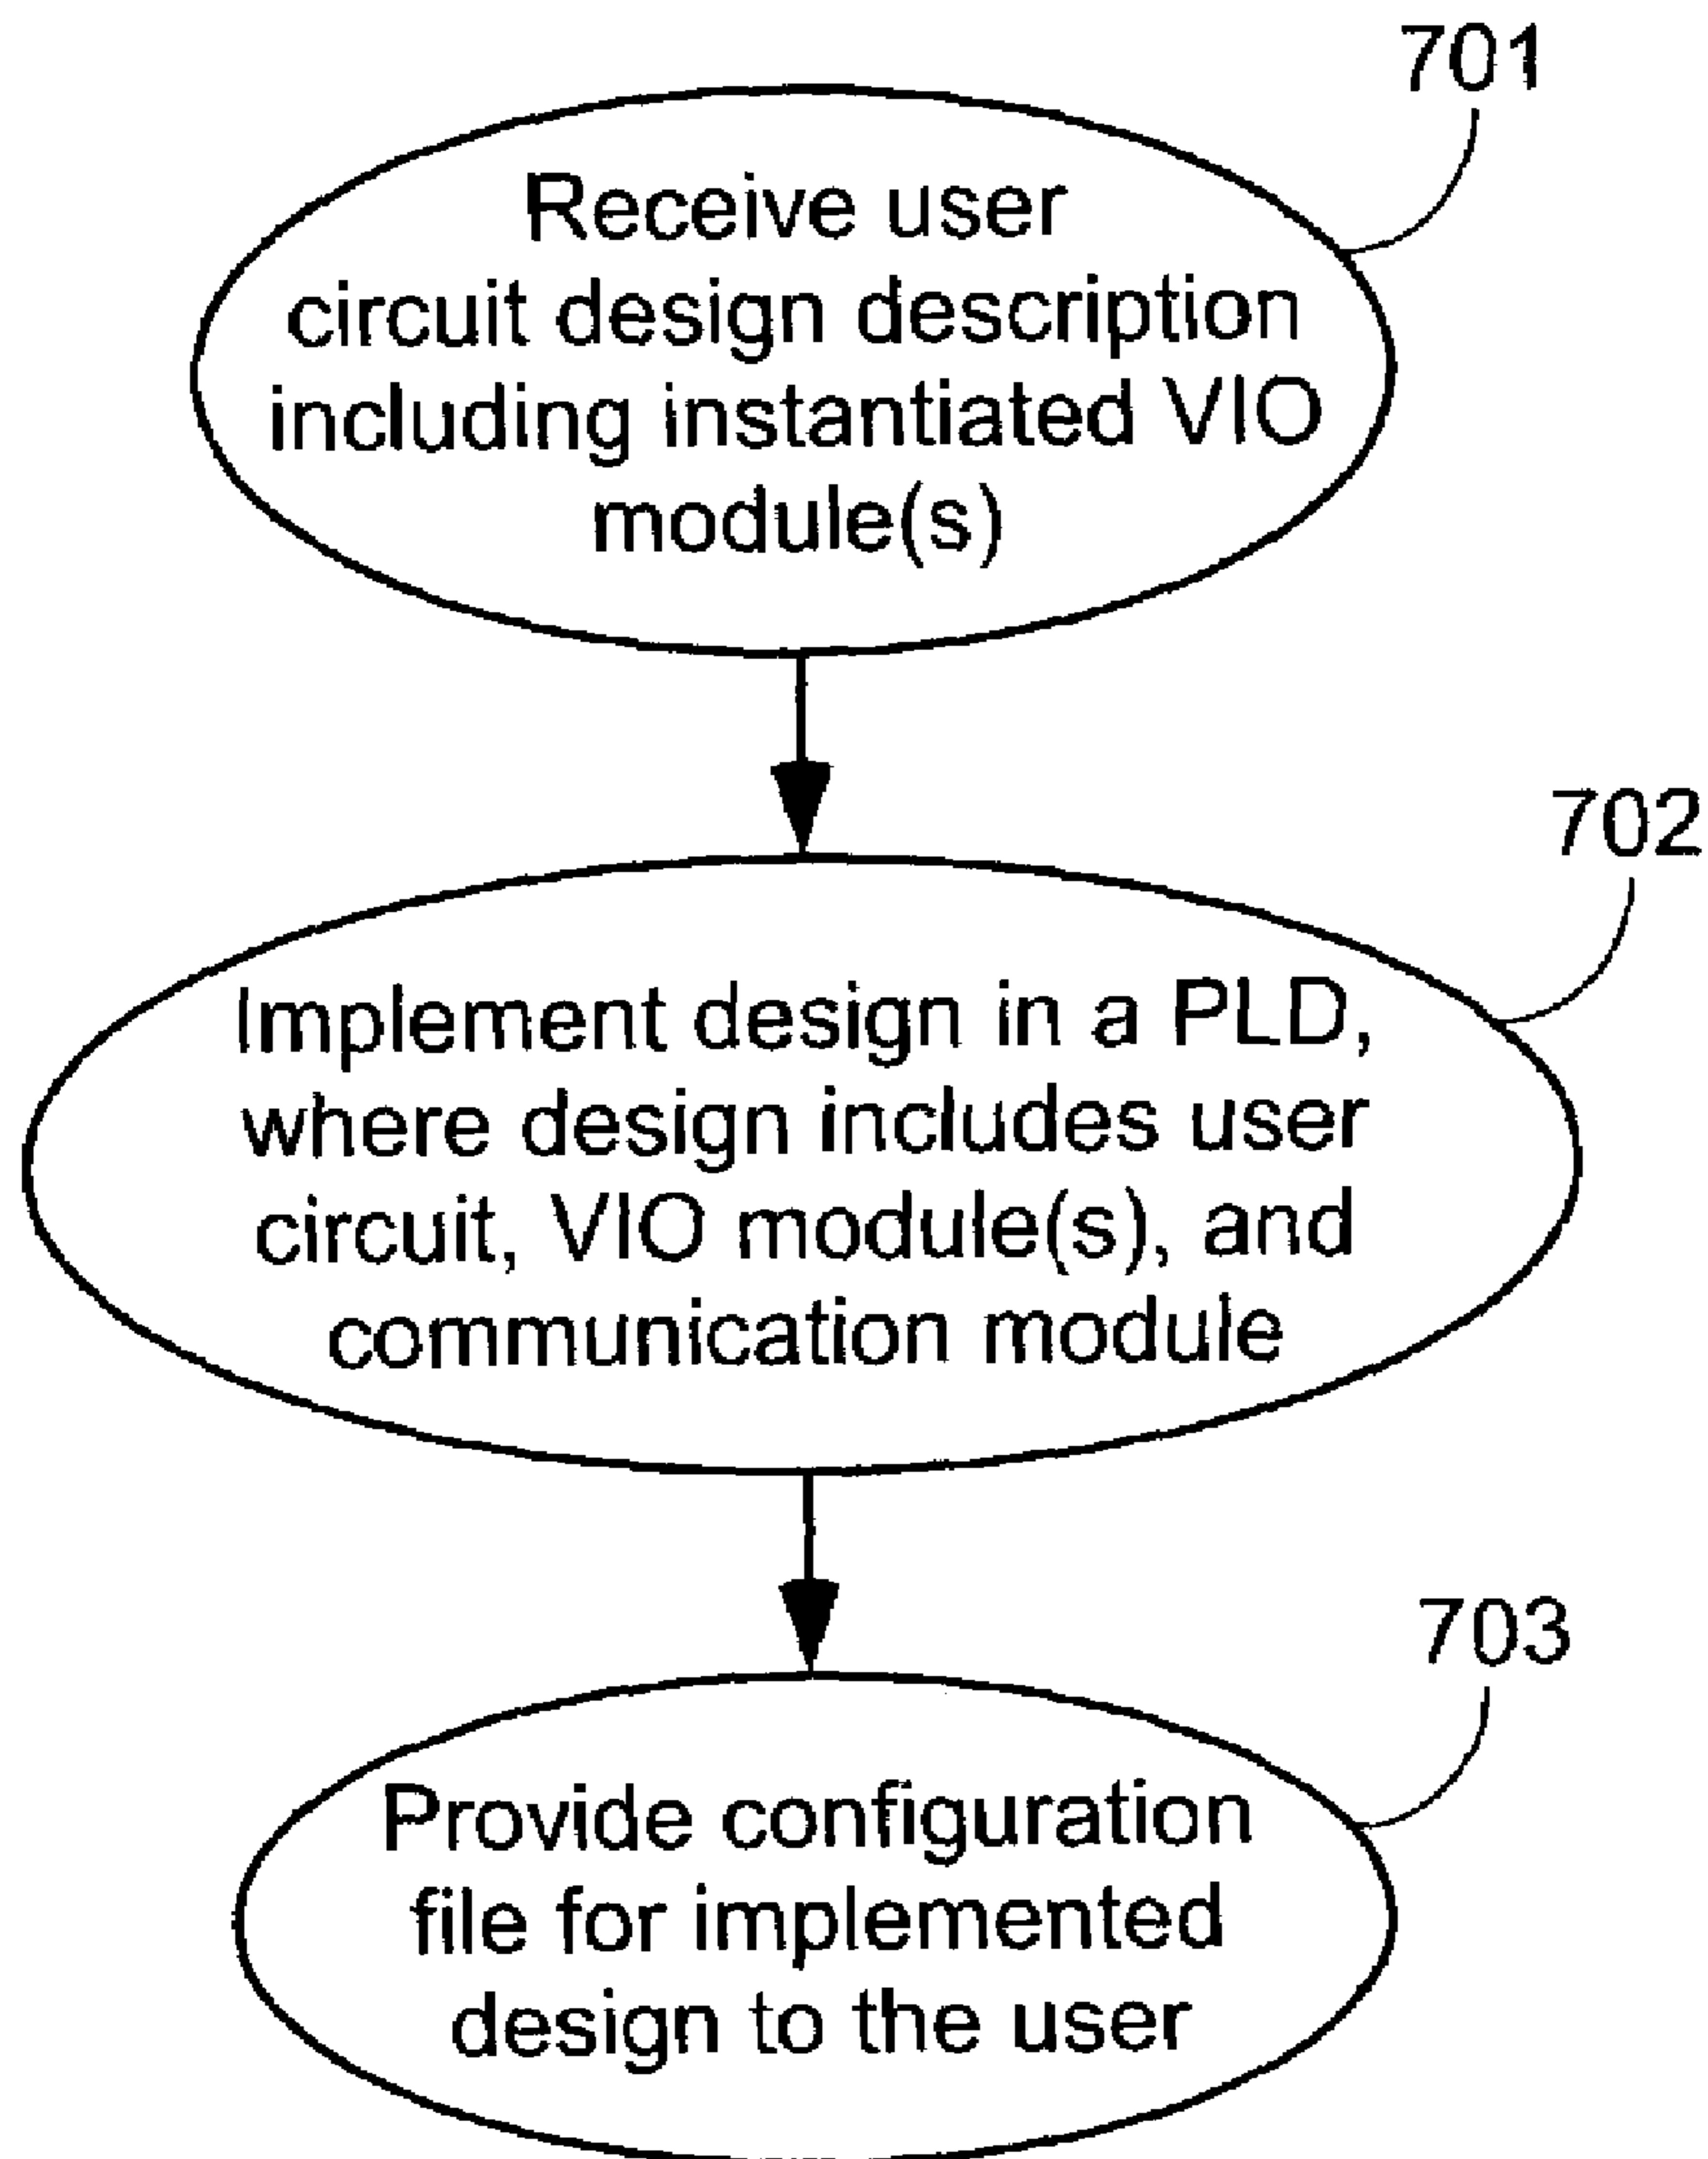 701
Receive user
circuit design description
including instantiated VIO
module(s)
702
Implement design in a PLD,
where design includes user
circuit, VIO module(s), and
communication module
703
Provide configuration
file for implemented
design to the user